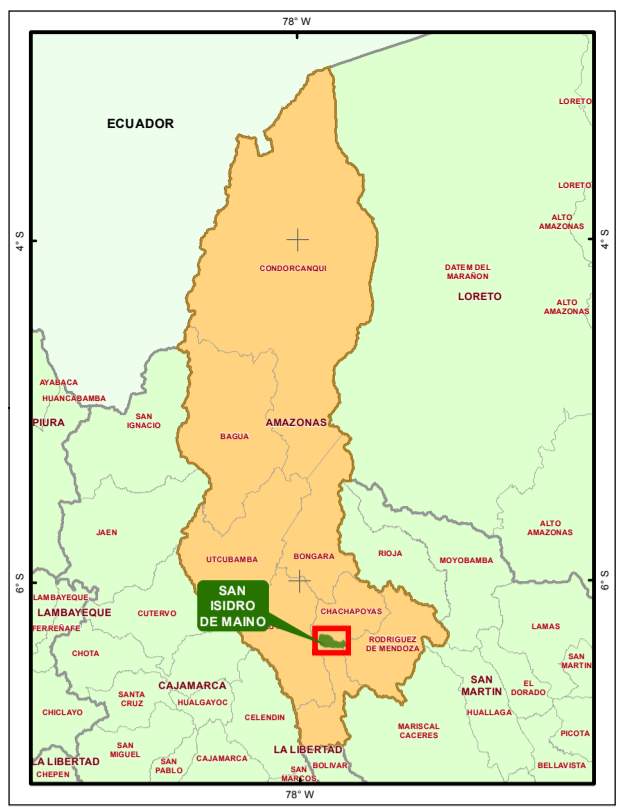 78° W
ECUADOR
LORETO
LORETO
ALTO
AMAZONAS
4° S
4° S
CONDORCANQUI
DATEM DEL
MARAÑON
LORETO
ALTO
AMAZONAS
AYABACA
HUANCABAMBA
PIURA
SAN
IGNACIO
AMAZONAS
BAGUA
JAEN
ALTO
AMAZONAS
UTCUBAMBA
BONGARA
RIOJA
MOYOBAMBA
6° S
6° S
SAN
ISIDRO
DE MAINO
LAMBAYEQUE
LAMBAYEQUE
FERREÑAFE
CUTERVO
CHACHAPOYAS
LAMAS
CHOTA
RODRIGUEZ
DE MENDOZA
SAN
MARTIN
CAJAMARCA
SAN
MARTIN
EL
DORADO
SANTA
CRUZ
HUALGAYOC
CHICLAYO
CELENDIN
HUALLAGA
MARISCAL
CACERES
PICOTA
SAN
MIGUEL
LA LIBERTAD
LA LIBERTAD
CHEPEN
SAN
PABLO
CAJAMARCA
SAN
MARCOS
BOLIVAR
BELLAVISTA
78° W